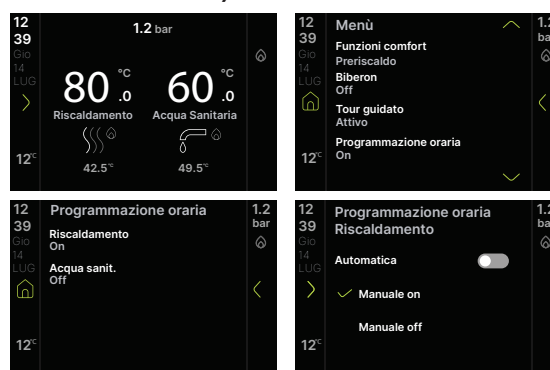 12
39
Gio
14
LUG
12°C
1.2 bar
80.0 °C
60.0 °C
Riscaldamento
Acqua Sanitaria
42.5°C
49.5°C
12
39
Gio
14
LUG
12°C
Menù
Funzioni comfort
Preriscaldo
Biberon
Off
Tour guidato
Attivo
Programmazione oraria
On
1.2
12
39
Gio
14
LUG
12°C
Programmazione oraria
Riscaldamento
On
Acqua sanit.
Off
1.2
bar
12
39
Gio
14
LUG
12°C
Programmazione oraria
Riscaldamento
Automatica
Manuale on
Manuale off